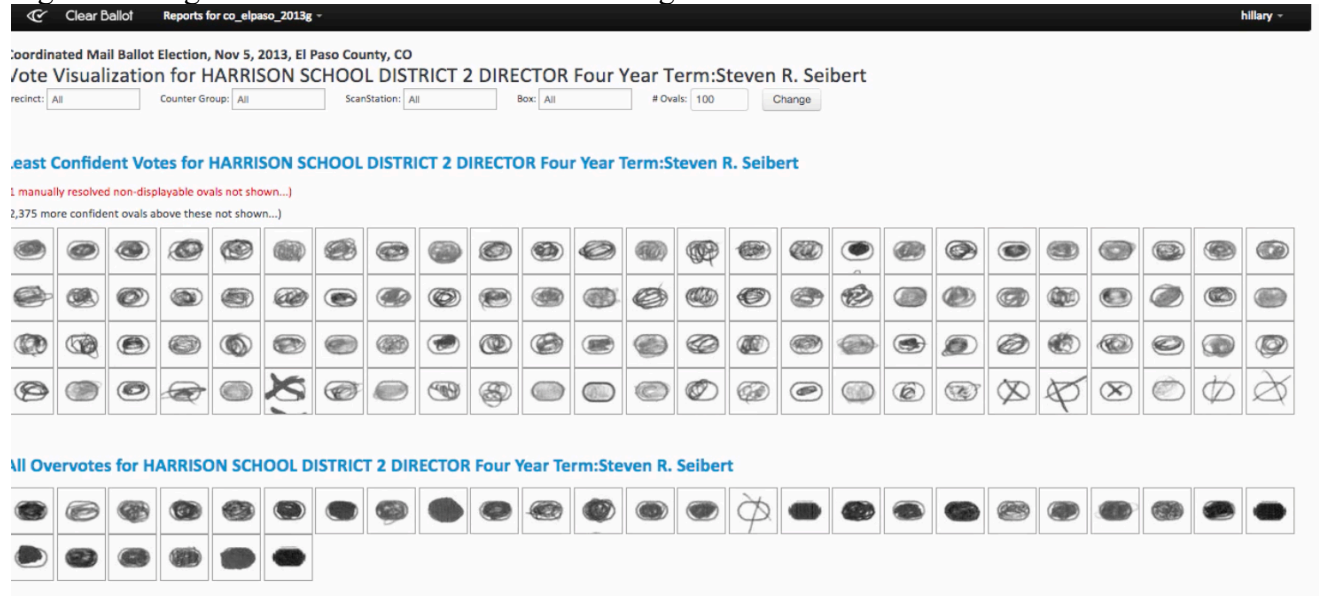 Clear Ballot Reports for co_elpaso_2013g hillary
Coordinated Mail Ballot Election, Nov 5, 2013, El Paso County, CO
Vote Visualization for HARRISON SCHOOL DISTRICT 2 DIRECTOR Four Year Term:Steven R. Seibert
recinct: All Counter Group: All ScanStation: All Box: All # Ovals: 100 Change
Least Confident Votes for HARRISON SCHOOL DISTRICT 2 DIRECTOR Four Year Term:Steven R. Seibert
1 manually resolved non-displayable ovals not shown...)
2,375 more confident ovals above these not shown...)
All Overvotes for HARRISON SCHOOL DISTRICT 2 DIRECTOR Four Year Term:Steven R. Seibert